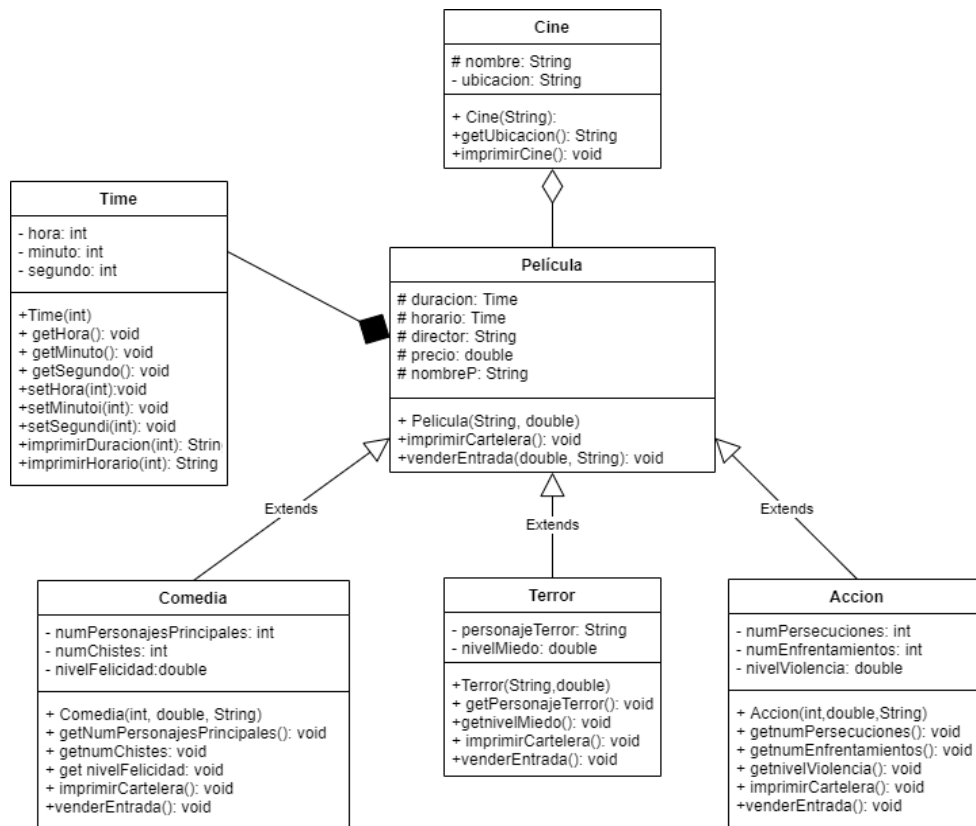 Cine
# nombre: String
- ubicacion: String
+ Cine(String):
+getUbicacion(): String
+imprimirCine(): void
Time
- hora: int
- minuto: int
- segundo: int
+Time(int)
+ getHora(): void
+ getMinuto(): void
+ getSegundo(): void
+setHora(int):void
+setMinutoi(int): void
+setSegundi(int): void
+imprimirDuracion(int): Strin
+imprimirHorario(int): String
Película
# duracion: Time
# horario: Time
# director: String
# precio: double
# nombreP: String
+ Pelicula(String, double)
+imprimirCartelera(): void
+venderEntrada(double, String): void
Extends
Extends
Extends
Comedia
- numPersonajesPrincipales: int
- numChistes: int
- nivelFelicidad:double
+ Comedia(int, double, String)
+ getNumPersonajesPrincipales(): void
+ getnumChistes: void
+ get nivelFelicidad: void
+ imprimirCartelera(): void
+venderEntrada(): void
Terror
- personajeTerror: String
- nivelMiedo: double
+Terror(String,double)
+ getPersonajeTerror(): void
+getnivelMiedo(): void
+ imprimirCartelera(): void
+venderEntrada(): void
Accion
- numPersecuciones: int
- numEnfrentamientos: int
- nivelViolencia: double
+ Accion(int,double,String)
+ getnumPersecuciones(): void
+ getnumEnfrentamientos(): void
+ getnivelViolencia(): void
+ imprimirCartelera(): void
+venderEntrada(): void